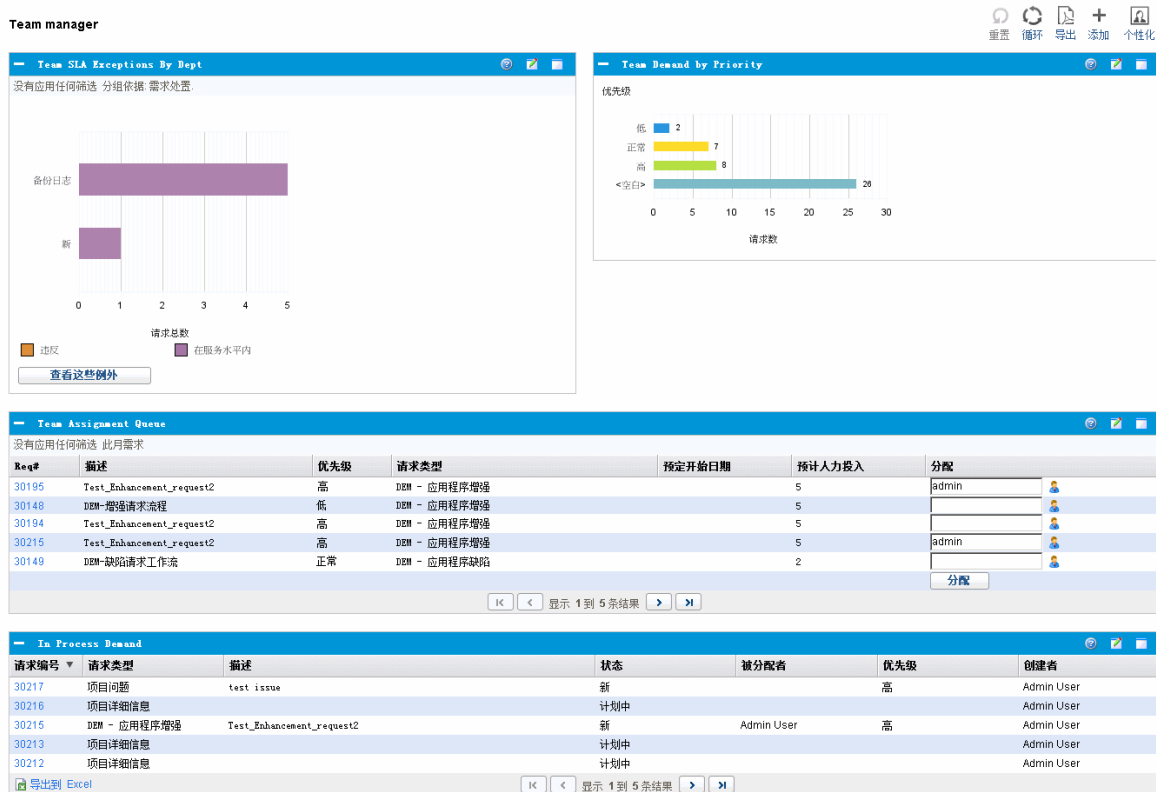 Team manager
重置 循环 导出 添加 个性化
Team SLA Exceptions By Dept
没有应用任何筛选 分组依据: 需求处置.
备份日志
新
0 1 2 3 4 5
请求总数
违反 在服务水平内
查看这些例外
Team Demand by Priority
优先级
低 2
正常 7
高 8
<空白> 26
0 5 10 15 20 25 30
请求数
Team Assignment Queue
没有应用任何筛选 此月需求
Req# 描述 优先级 请求类型 预定开始日期 预计人力投入 分配
30195 Test_Enhancement_request2 高 DEM - 应用程序增强 5 admin
30148 DEM-增强请求流程 低 DEM - 应用程序增强 5
30194 Test_Enhancement_request2 高 DEM - 应用程序增强 5
30215 Test_Enhancement_request2 高 DEM - 应用程序增强 5 admin
30149 DEM-缺陷请求工作流 正常 DEM - 应用程序缺陷 2
分配
显示 1 到 5 条结果
In Process Demand
请求编号 请求类型 描述 状态 被分配者 优先级 创建者
30217 项目问题 test issue 新 高 Admin User
30216 项目详细信息 计划中 Admin User
30215 DEM - 应用程序增强 Test_Enhancement_request2 新 Admin User 高 Admin User
30213 项目详细信息 计划中 Admin User
30212 项目详细信息 计划中 Admin User
导出到 Excel 显示 1 到 5 条结果